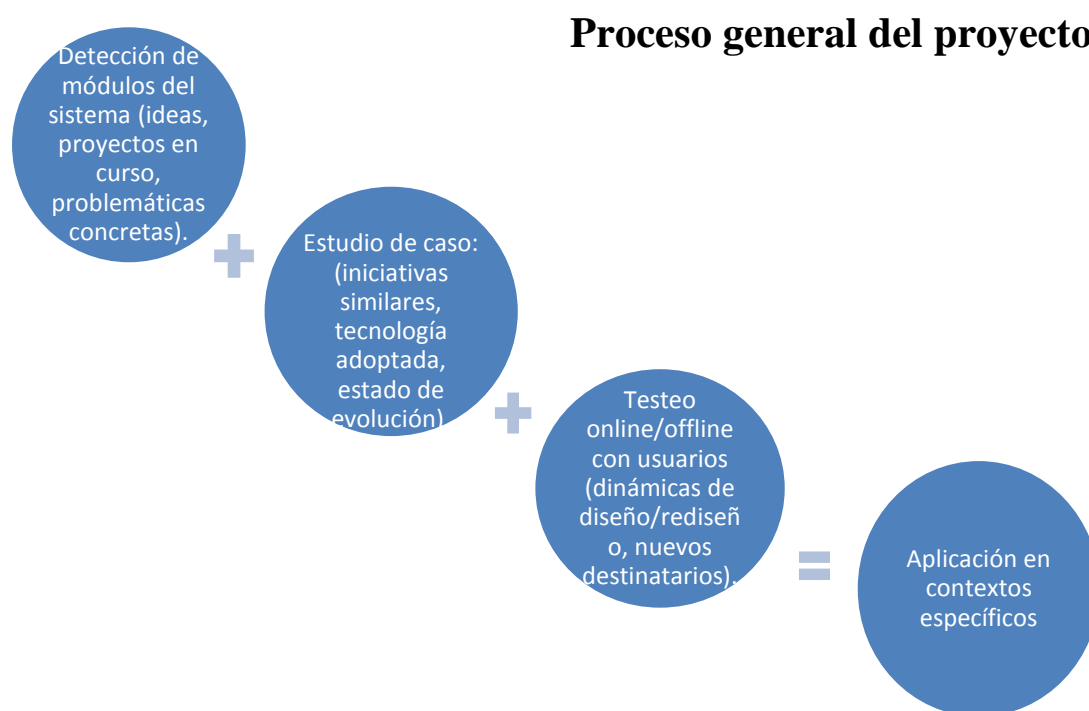 Proceso general del proyecto
Detección de
módulos del
sistema (ideas,
proyectos en
curso,
problemáticas
concretas).
Estudio de caso:
(iniciativas
similares,
tecnología
adoptada,
estado de
evolución)
Testeo
online/offline
con usuarios
(dinámicas de
diseño/rediseñ
o, nuevos
destinatarios).
Aplicación en
contextos
específicos